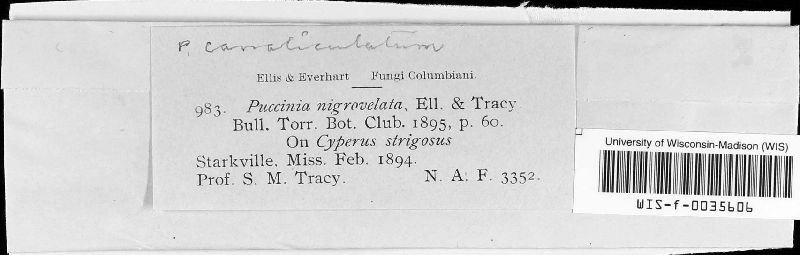 P. canaliculatum
Ellis & Everhart Fungi Columbiani.
983. Puccinia nigrovelata, Ell. & Tracy
Bull. Torr. Bot. Club. 1895, p. 60.
On Cyperus strigosus
Starkville, Miss. Feb. 1894.
Prof. S. M. Tracy. N. A. F. 3352.
University of Wisconsin-Madison (WIS)
WIS-f-0035606